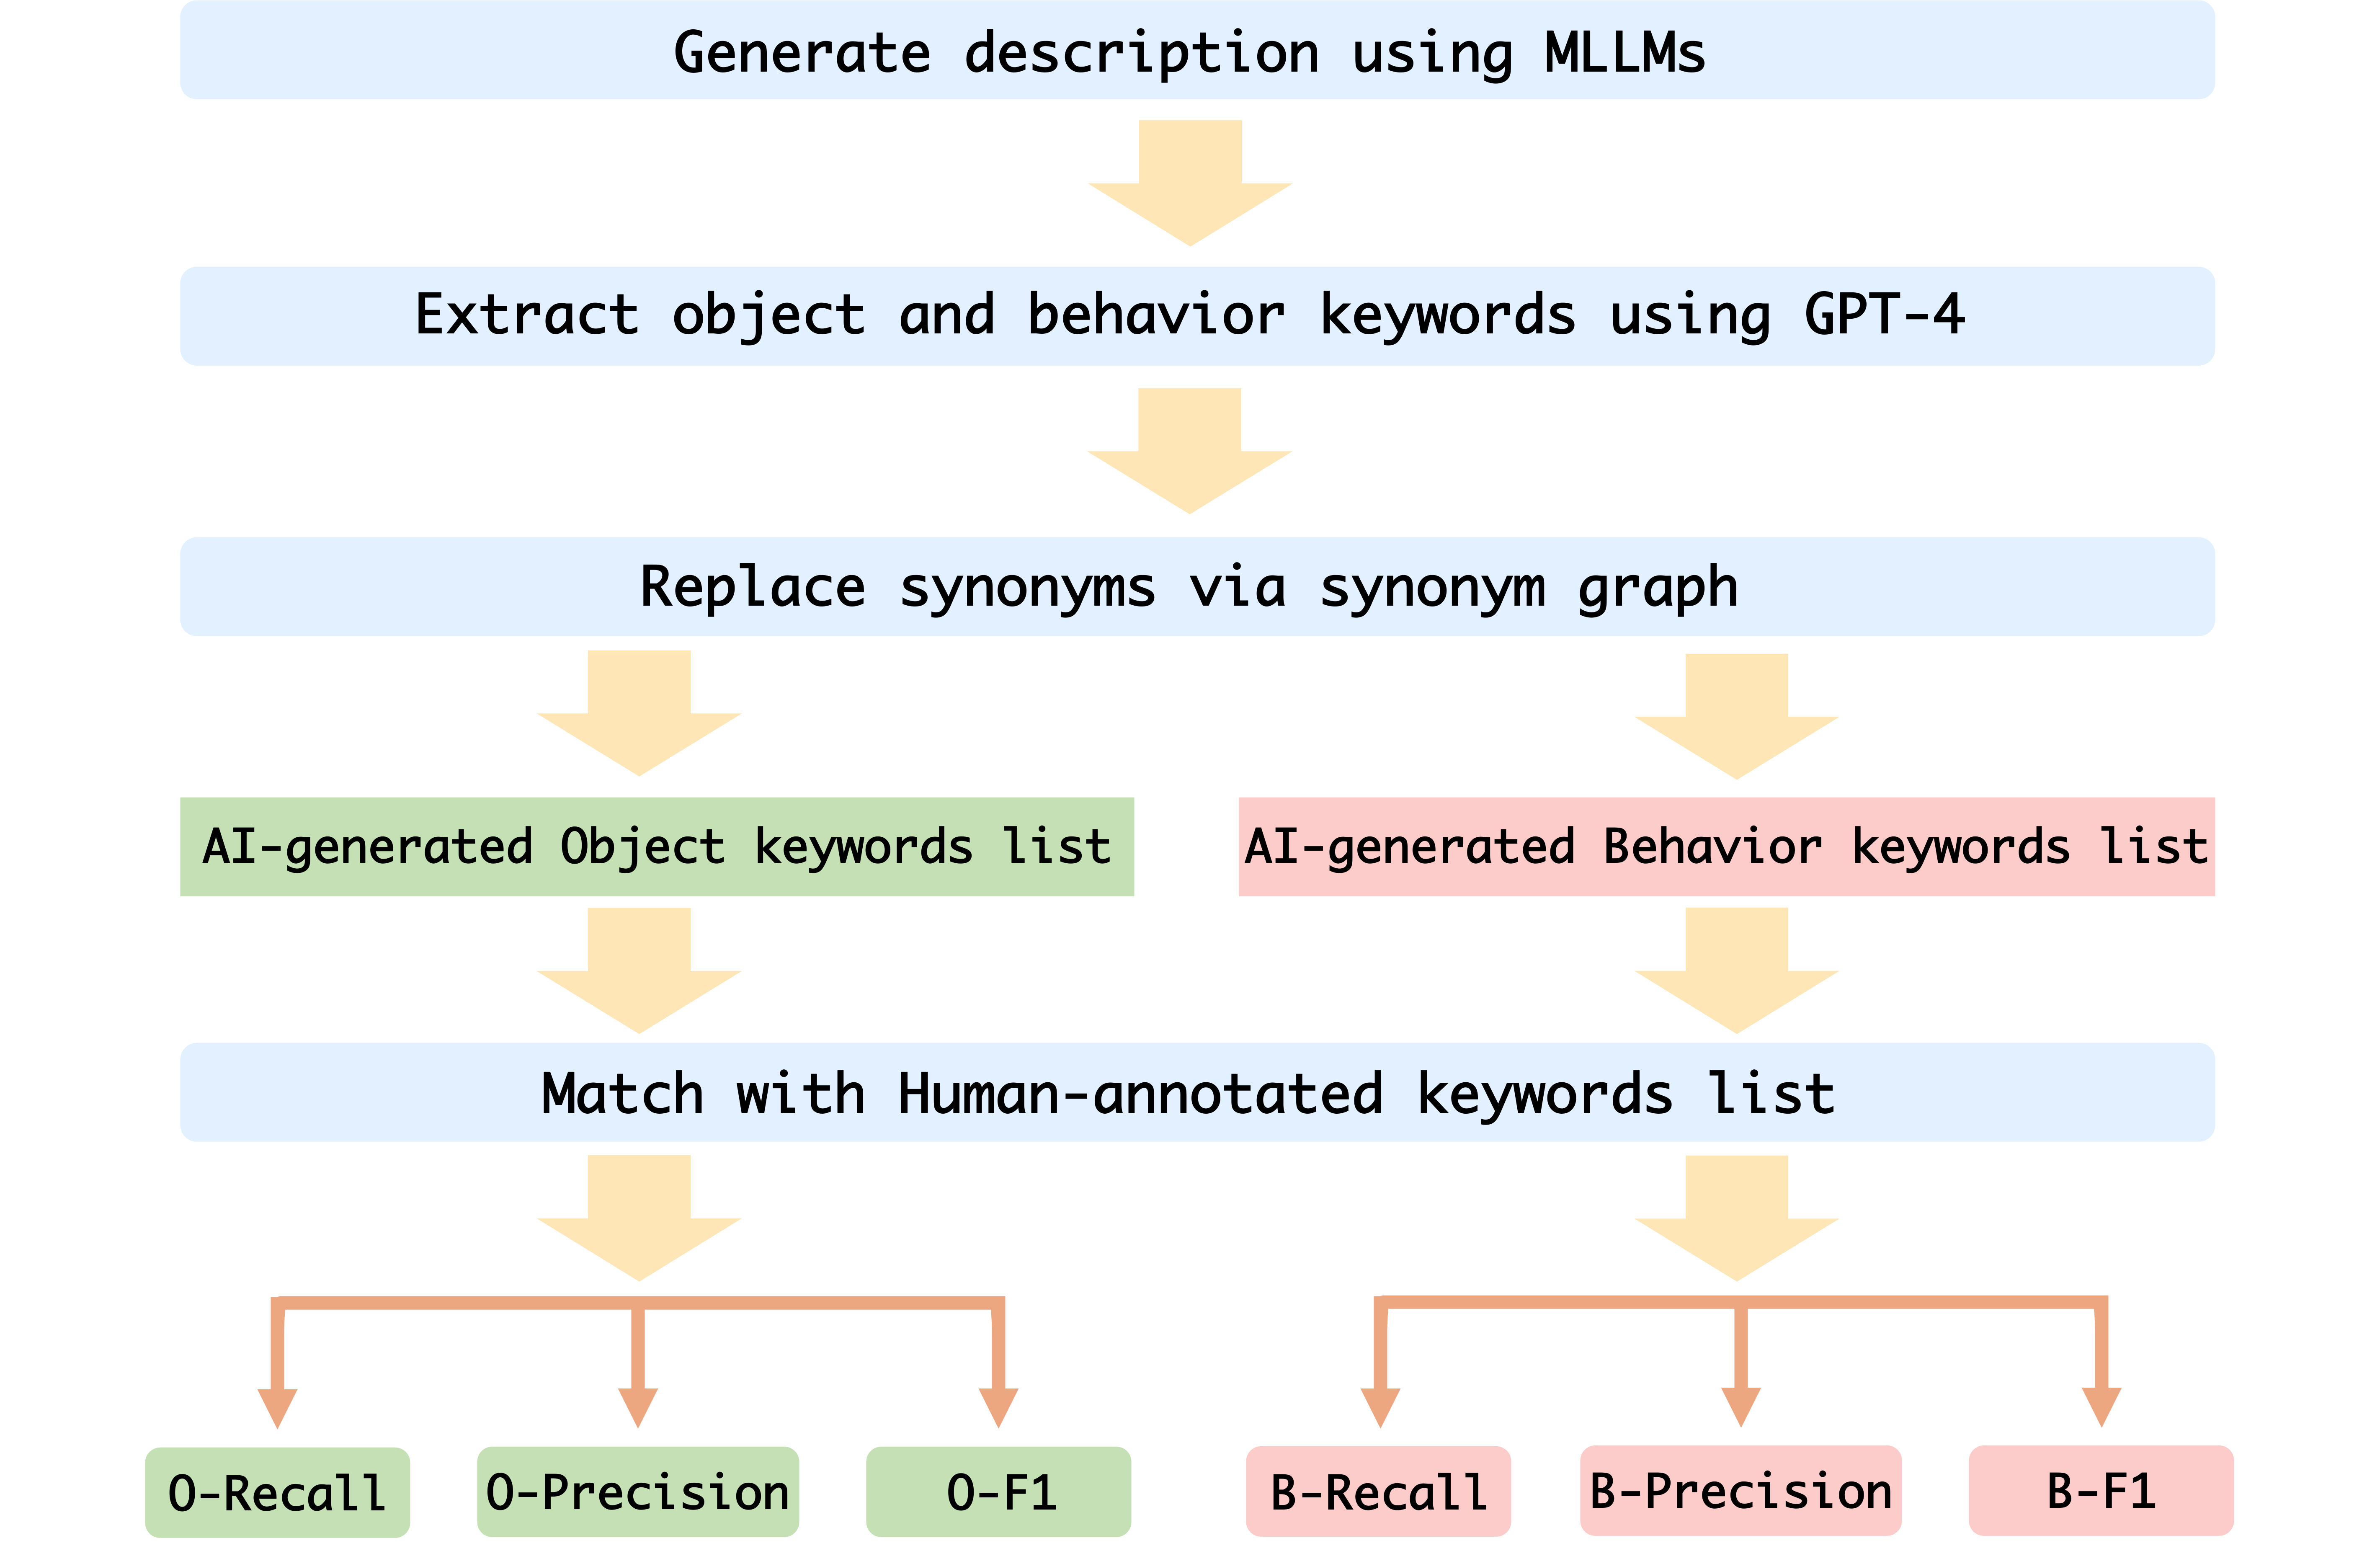 Generate description using MLLMs
Extract object and behavior keywords using GPT-4
Replace synonyms via synonym graph
AI-generated Object keywords list
AI-generated Behavior keywords list
Match with Human-annotated keywords list
O-Recall
O-Precision
O-F1
B-Recall
B-Precision
B-F1